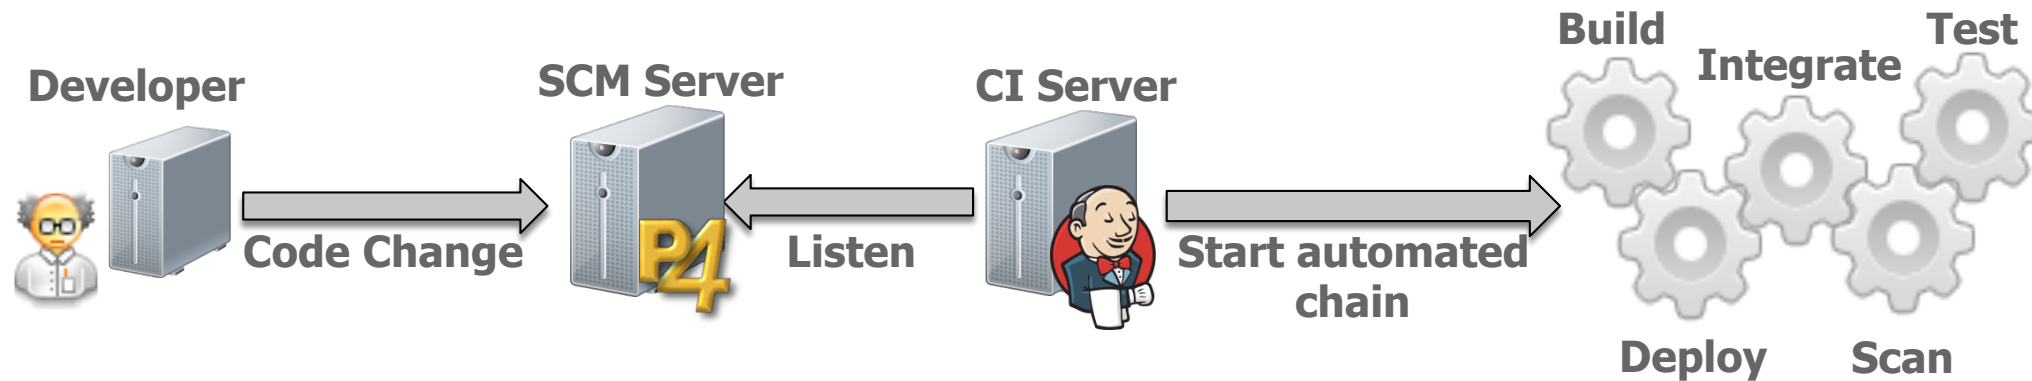 Developer
SCM Server
CI Server
Build
Integrate
Test
P4
Code Change
Listen
Start automated
chain
Deploy
Scan